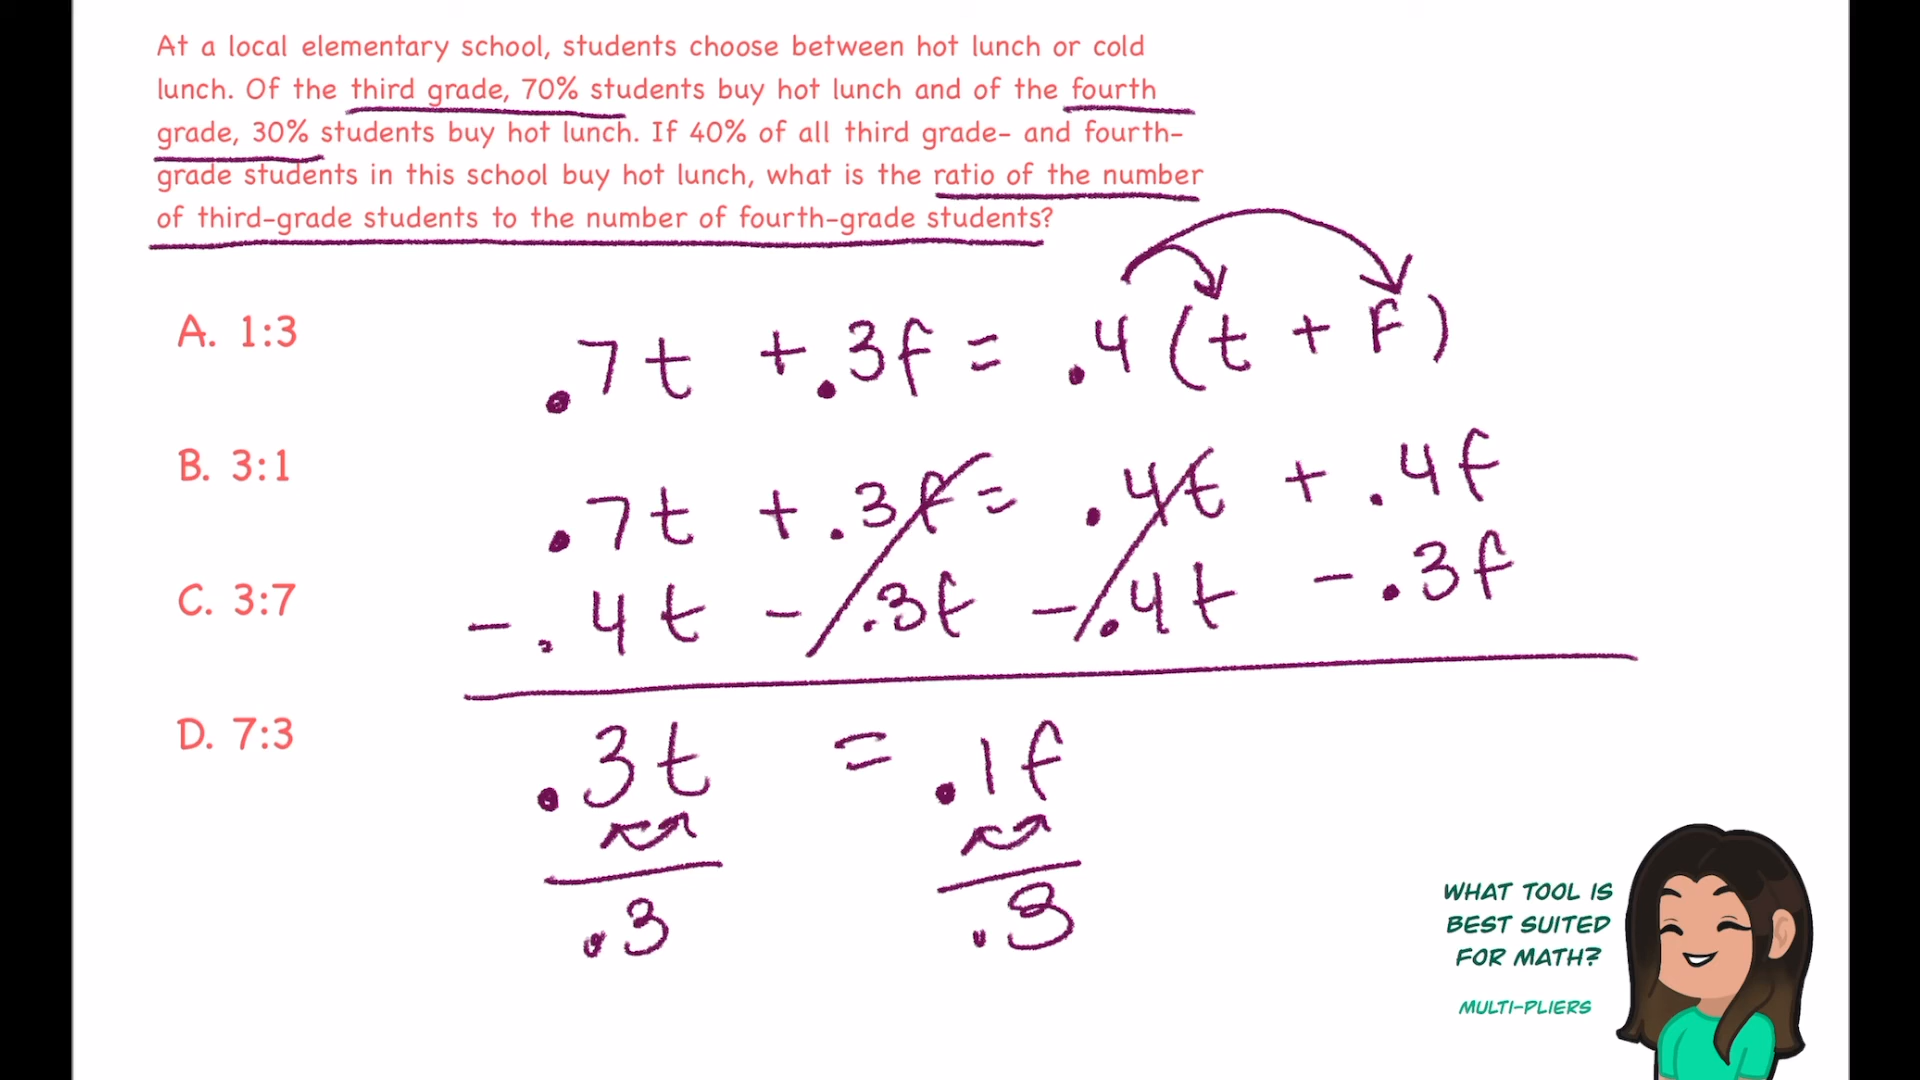 At a local elementary school, students choose between hot lunch or cold
lunch. Of the third grade, 70% students buy hot lunch and of the fourth
grade, 30% students buy hot lunch. If 40% of all third grade- and fourth-
grade students in this school buy hot lunch, what is the ratio of the number
of third-grade students to the number of fourth-grade students?
A. 1:3
B. 3:1
C. 3:7
D. 7:3
.7t + .3f = .4(t + F)
.7t + .3f = .4t + .4f
- .4t - .3f - .4t - .3f
.3t = .1f
.3 .3
WHAT TOOL IS
BEST SUITED
FOR MATH?
MULTI-PLIERS